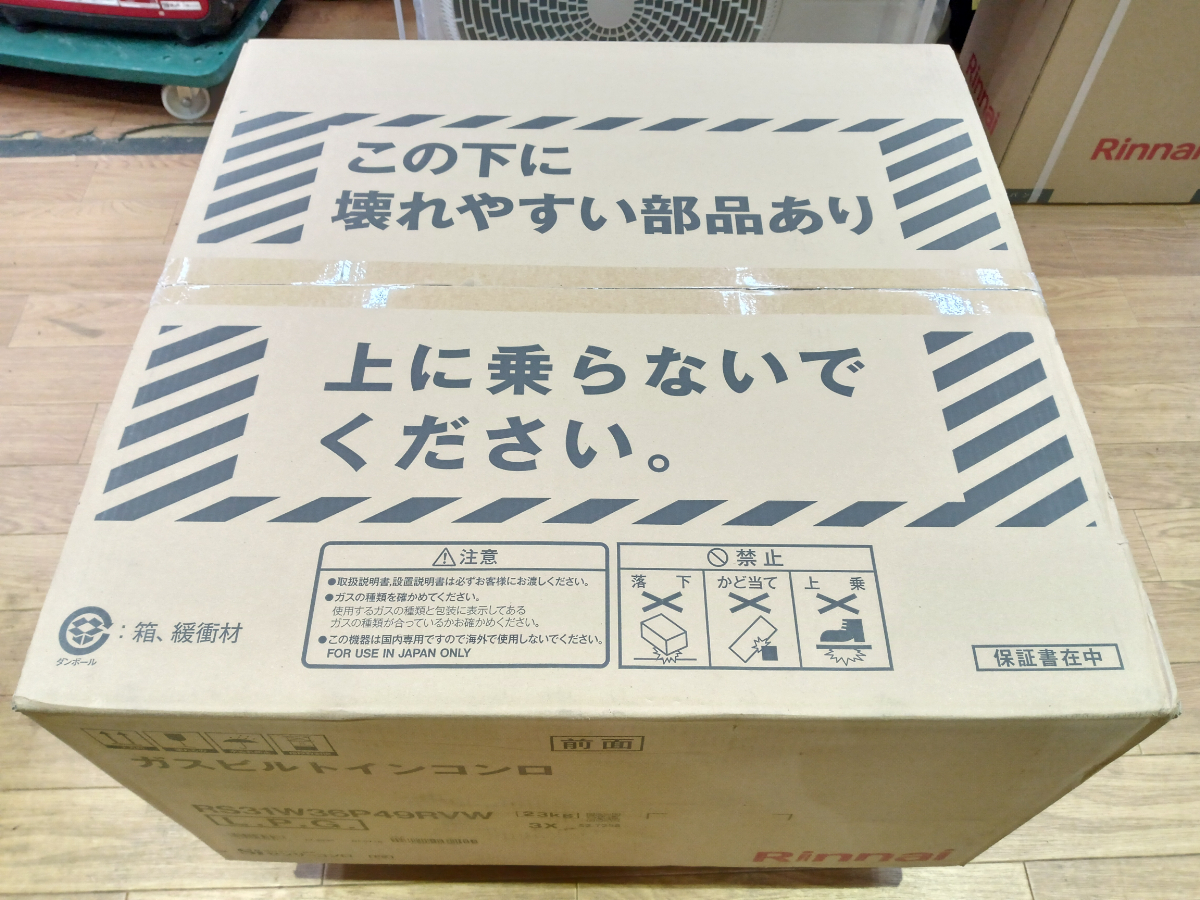 この下に
壊れやすい部品あり
上に乗らないで
ください。
注意
●取扱説明書、設置説明書は必ずお客様にお渡しください。
●ガスの種類を確かめてください。
使用するガスの種類と包装に表示してある
ガスの種類が合っているかお確かめください。
●この機器は国内専用ですので海外で使用しないでください。
FOR USE IN JAPAN ONLY
禁止
落下
かど当て
上乗
ダンボール
:箱、緩衝材
保証書在中
前面
ガスビルトインコンロ
RS31W36P49RVW
23kg
L.P.G.
3X
Rinnai
Rinnai
Rinnai